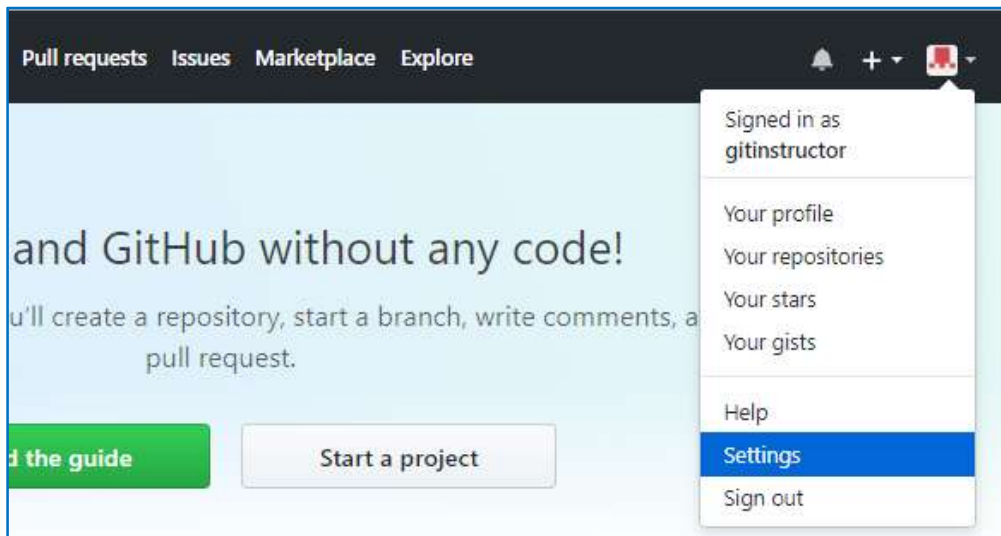 Pull requests Issues Marketplace Explore
Signed in as
gitinstructor
Your profile
Your repositories
Your stars
Your gists
Help
Settings
Sign out
and GitHub without any code!
u'll create a repository, start a branch, write comments, a
pull request.
d the guide
Start a project